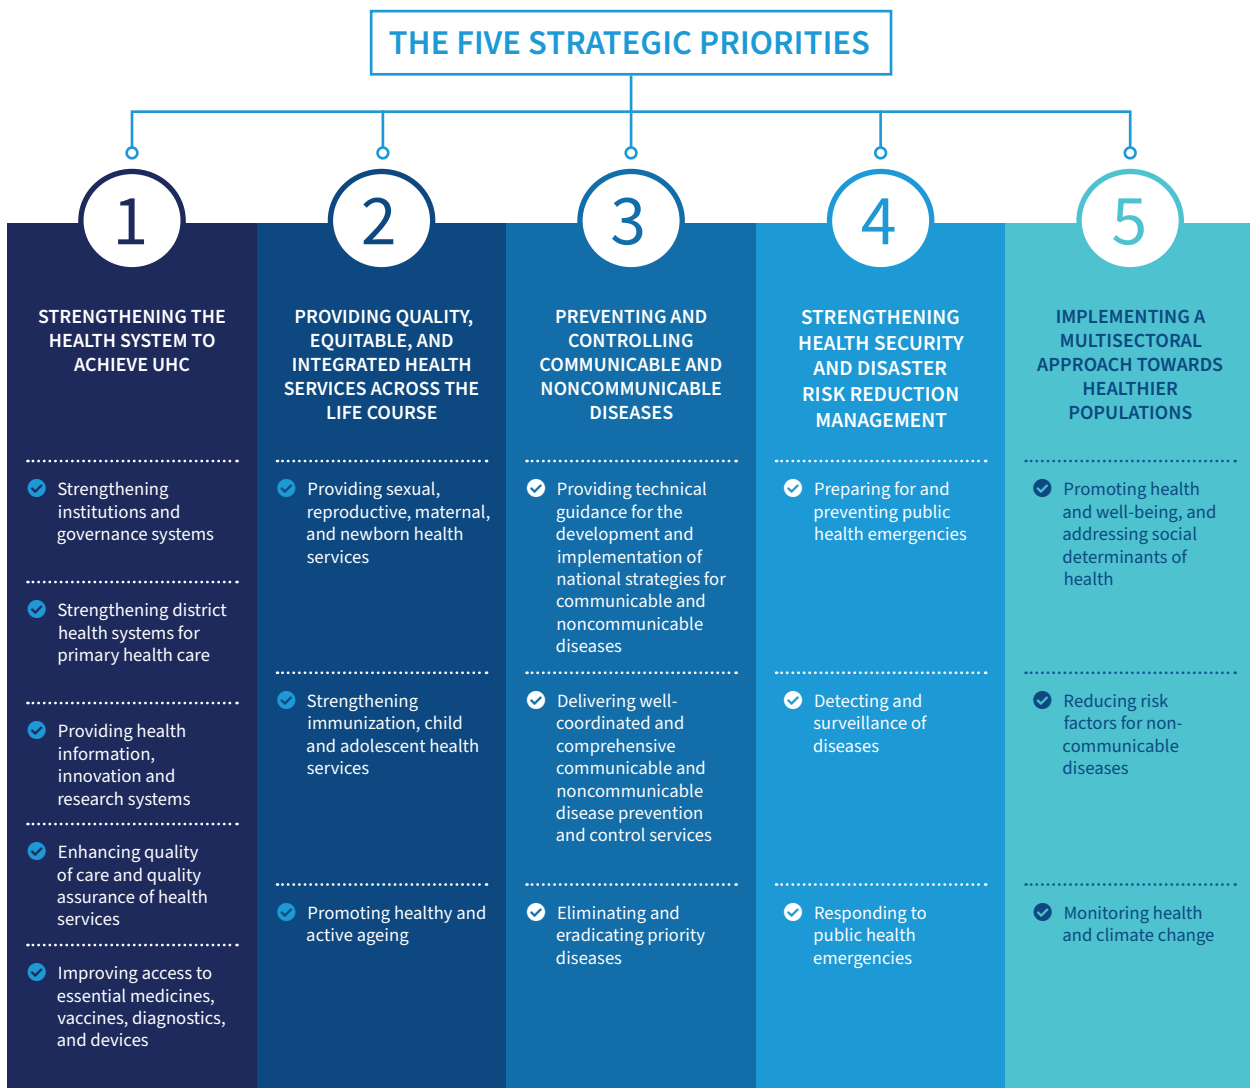 THE FIVE STRATEGIC PRIORITIES
1
STRENGTHENING THE
HEALTH SYSTEM TO
ACHIEVE UHC
Strengthening
institutions and
governance systems
Strengthening district
health systems for
primary health care
Providing health
information,
innovation and
research systems
Enhancing quality
of care and quality
assurance of health
services
Improving access to
essential medicines,
vaccines, diagnostics,
and devices
2
PROVIDING QUALITY,
EQUITABLE, AND
INTEGRATED HEALTH
SERVICES ACROSS THE
LIFE COURSE
Providing sexual,
reproductive, maternal,
and newborn health
services
Strengthening
immunization, child
and adolescent health
services
Promoting healthy and
active ageing
3
PREVENTING AND
CONTROLLING
COMMUNICABLE AND
NONCOMMUNICABLE
DISEASES
Providing technical
guidance for the
development and
implementation of
national strategies for
communicable and
noncommunicable
diseases
Delivering well-
coordinated and
comprehensive
communicable and
noncommunicable
disease prevention
and control services
Eliminating and
eradicating priority
diseases
4
STRENGTHENING
HEALTH SECURITY
AND DISASTER
RISK REDUCTION
MANAGEMENT
Preparing for and
preventing public
health emergencies
Detecting and
surveillance of
diseases
Responding to
public health
emergencies
5
IMPLEMENTING A
MULTISECTORAL
APPROACH TOWARDS
HEALTHIER
POPULATIONS
Promoting health
and well-being, and
addressing social
determinants of
health
Reducing risk
factors for non-
communicable
diseases
Monitoring health
and climate change